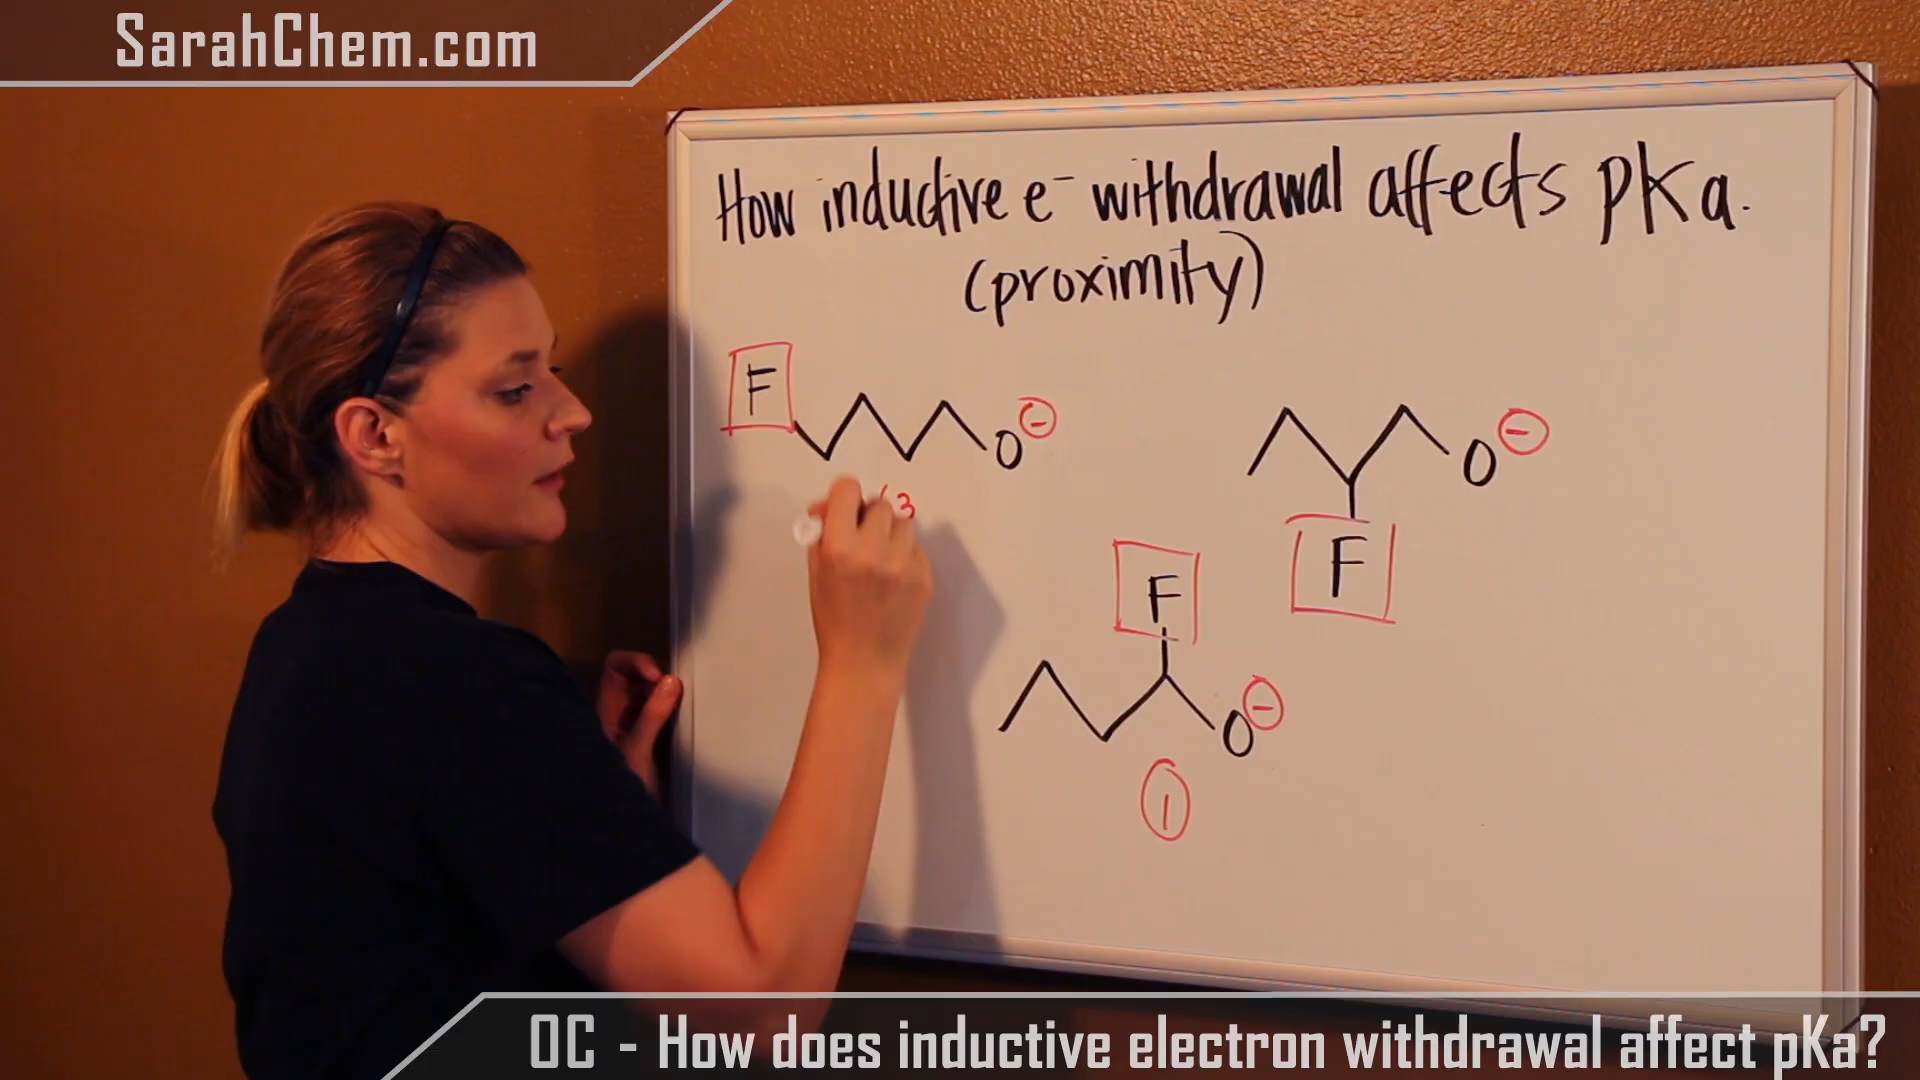 SarahChem.com
How inductive e⁻ withdrawal affects pKa.
(proximity)
F
O⊖
3
O⊖
F
F
O⊖
①
OC - How does inductive electron withdrawal affect pKa?